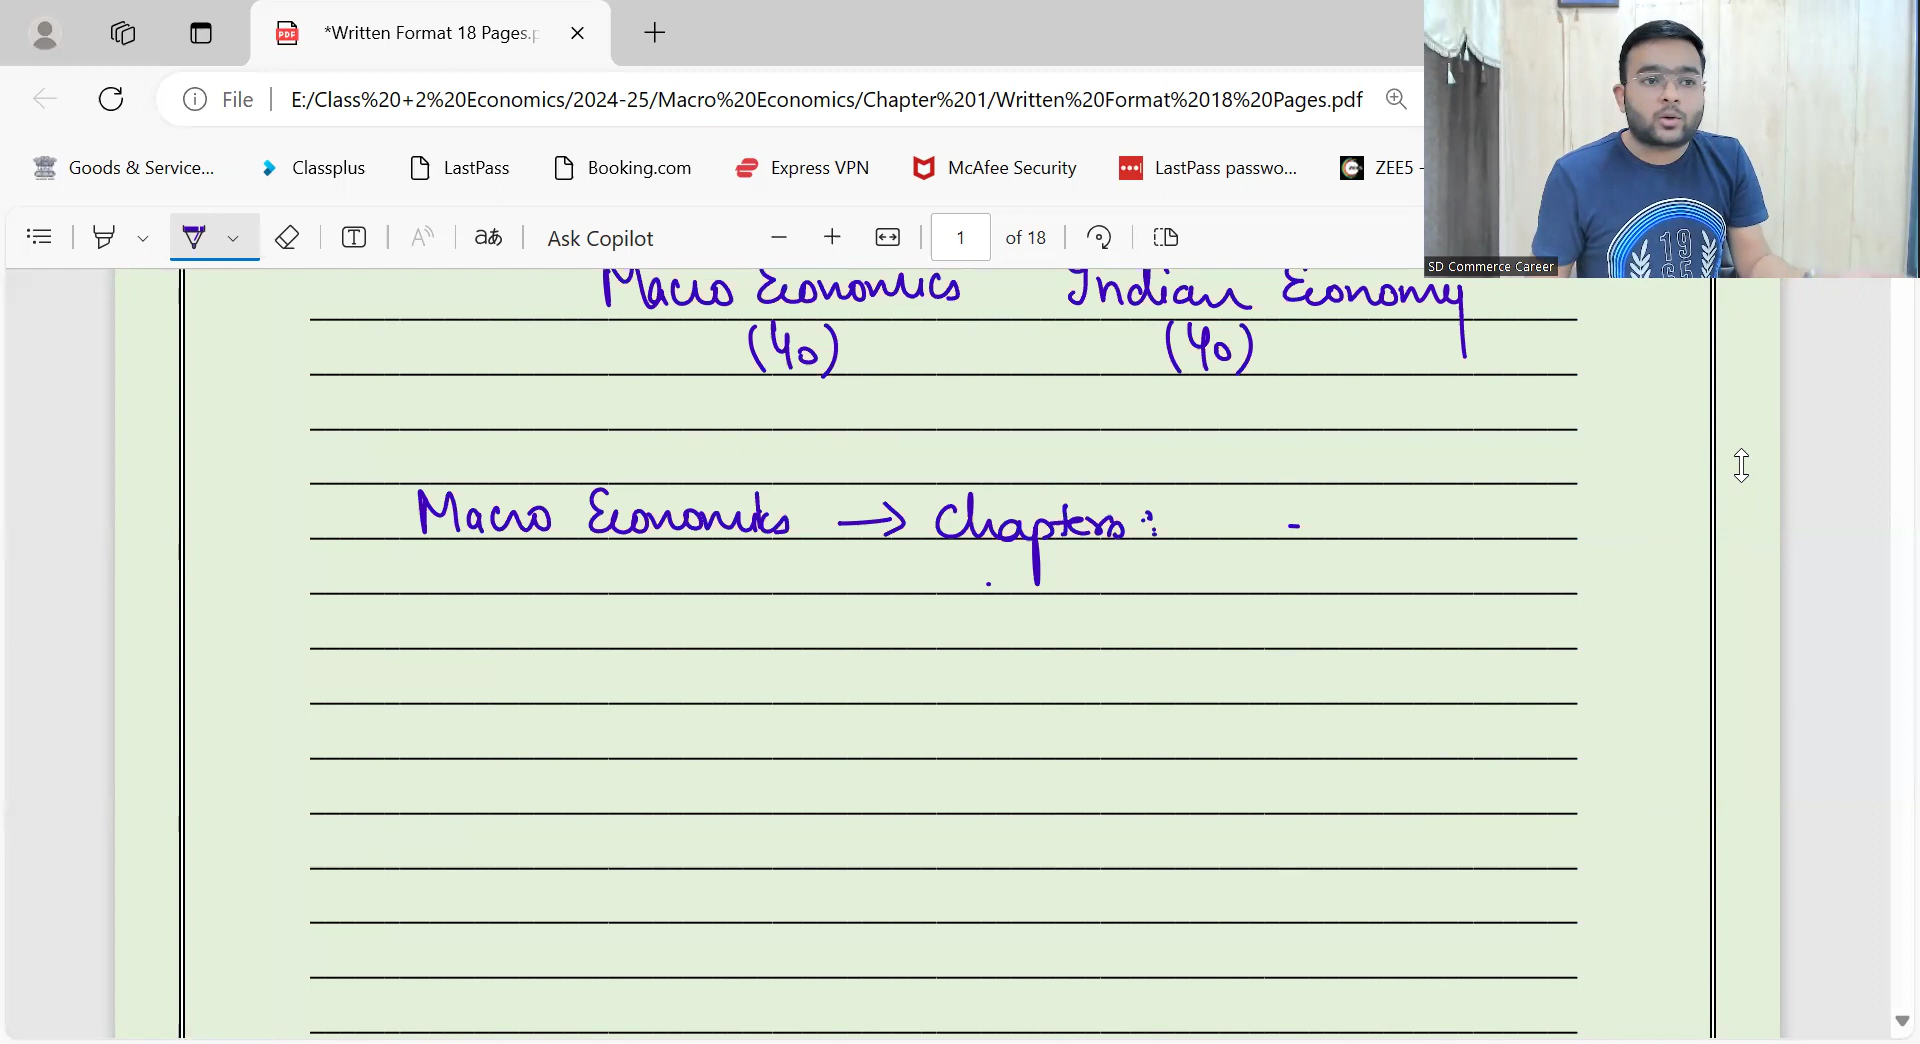 *Written Format 18 Pages.p
File
E:/Class%20+2%20Economics/2024-25/Macro%20Economics/Chapter%201/Written%20Format%2018%20Pages.pdf
Goods & Service...
Classplus
LastPass
Booking.com
Express VPN
McAfee Security
LastPass passwo...
ZEE5 -
Ask Copilot
1 of 18
SD Commerce Career
19
Macro Economics Indian Economy
(40) (40)
Macro Economics → Chapters :